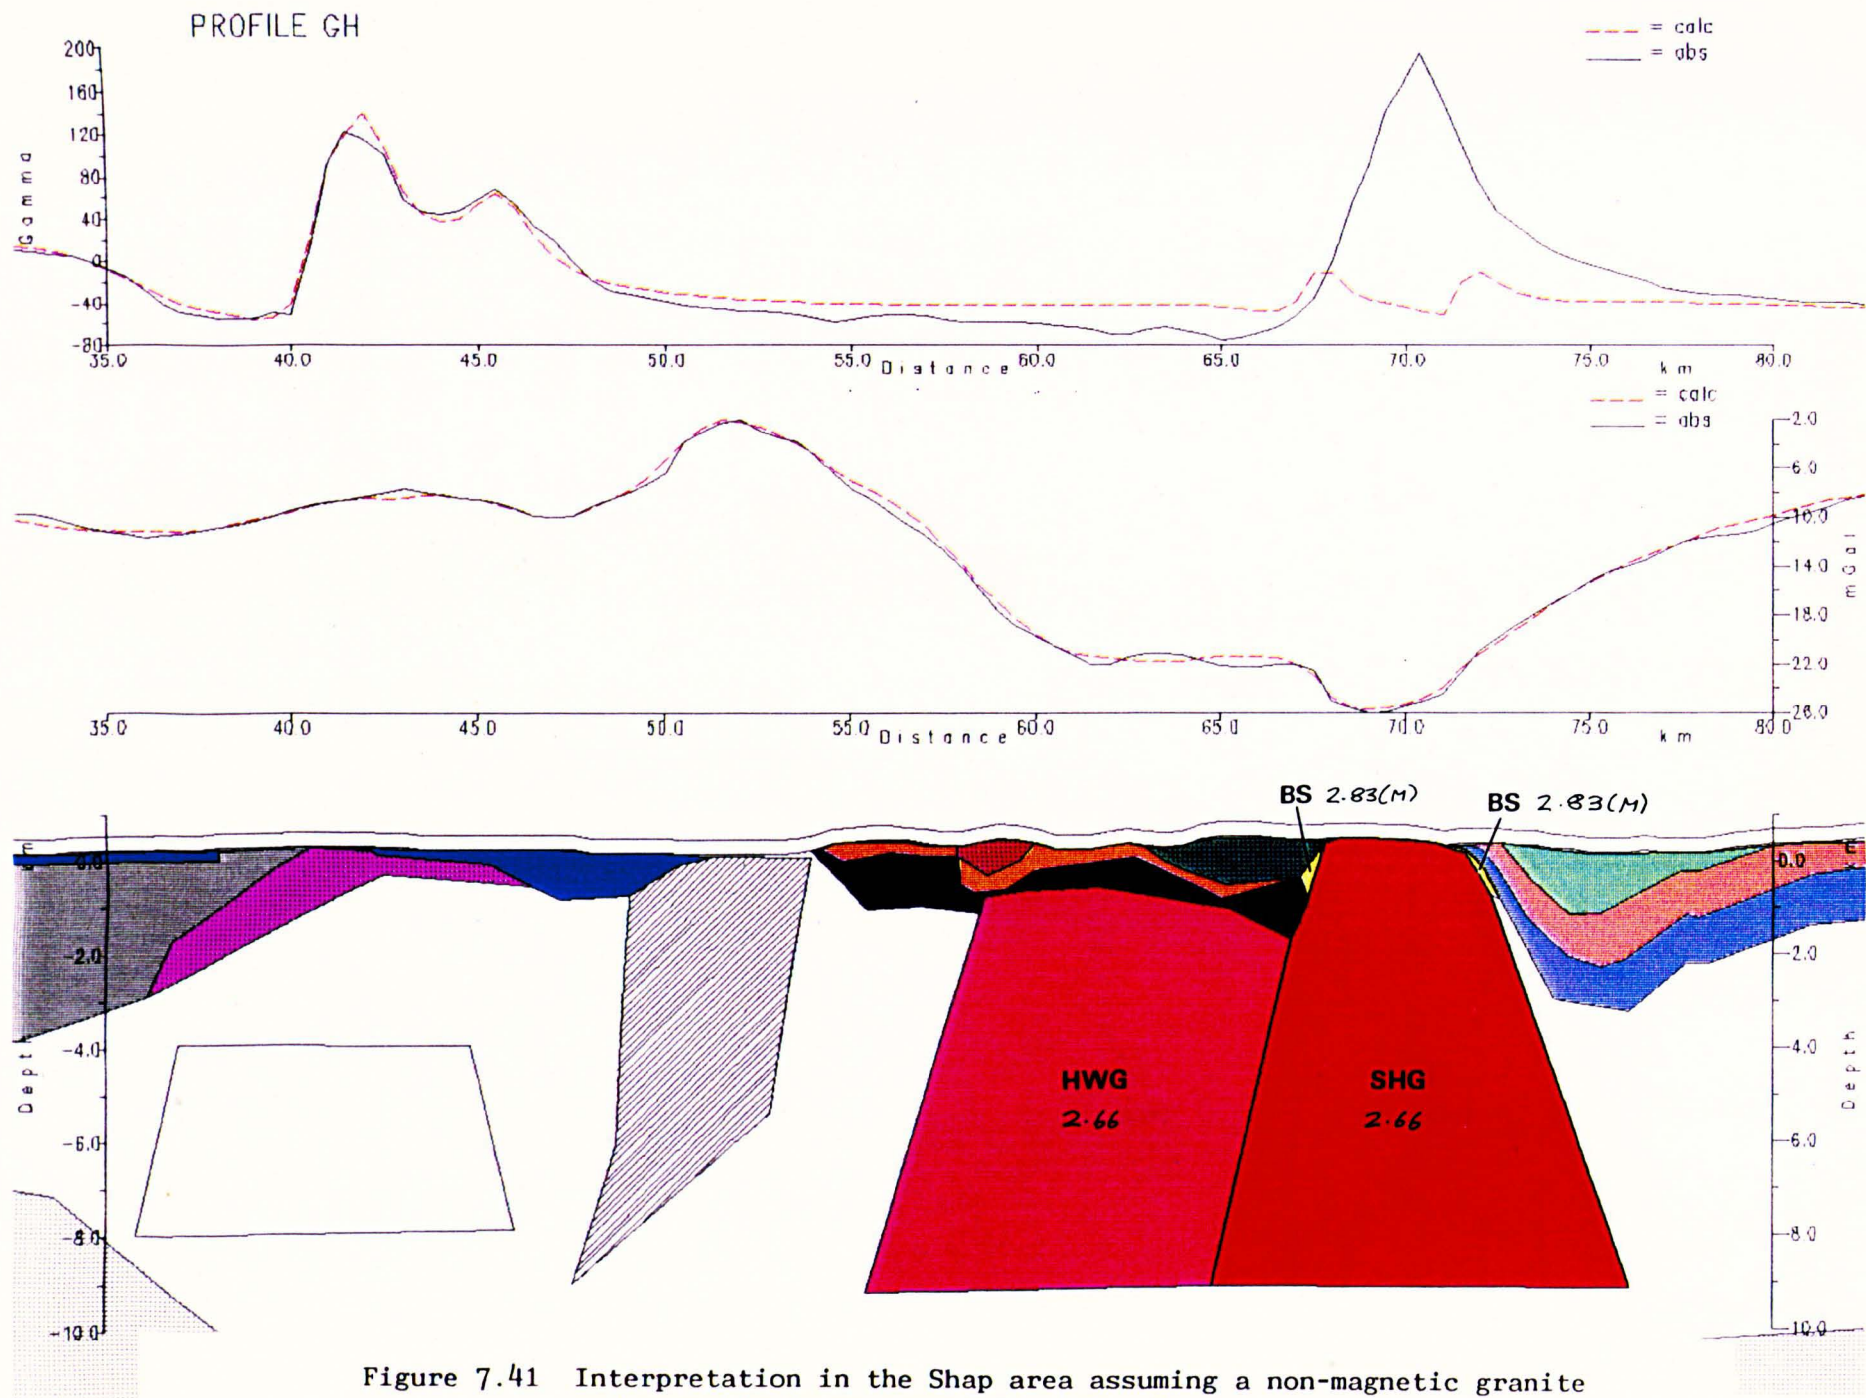 PROFILE GH
= calc
= obs
Gamma
200
160
120
80
40
0
-40
-80
35.0 40.0 45.0 50.0 55.0 60.0 65.0 70.0 75.0 80.0
Distance km
= calc
= obs
-2.0
-6.0
-10.0
-14.0
-18.0
-22.0
-26.0
mGal
35.0 40.0 45.0 50.0 55.0 60.0 65.0 70.0 75.0 80.0
Distance km
BS 2.83(M)
BS 2.83(M)
km
0.0
-2.0
-4.0
-6.0
-8.0
-10.0
Depth
HWG
2.66
SHG
2.66
km
0.0
-2.0
-4.0
-6.0
-8.0
-10.0
Depth
Figure 7.41 Interpretation in the Shap area assuming a non-magnetic granite